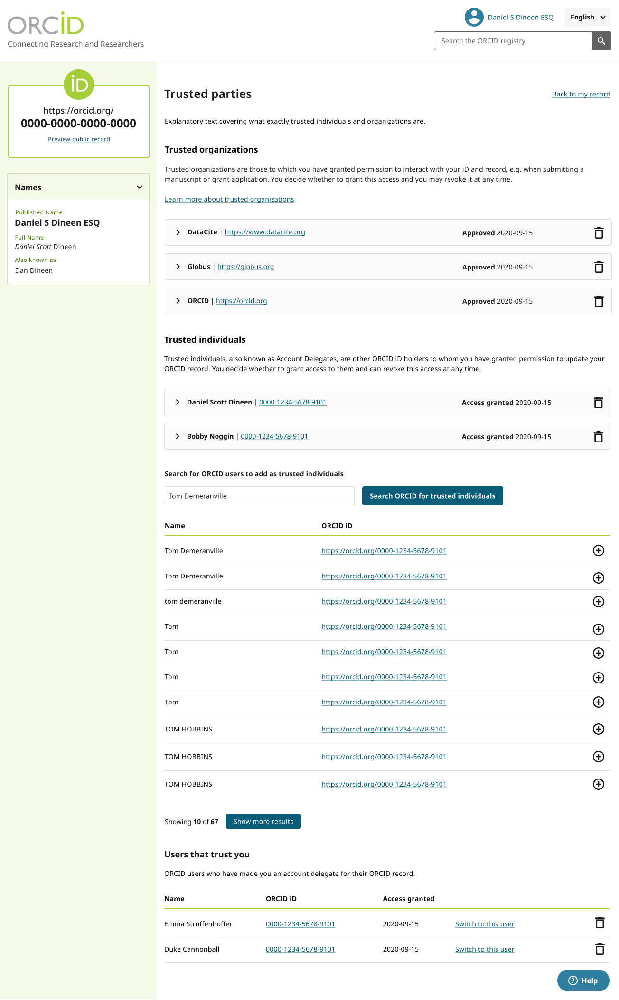 ORCID
Connecting Research and Researchers
Daniel S Dineen ESQ
English
Search the ORCID registry
iD
https://orcid.org/
0000-0000-0000-0000
Preview public record
Names
Published Name
Daniel S Dineen ESQ
Full Name
Daniel Scott Dineen
Also known as
Dan Dineen
Trusted parties
Back to my record
Explanatory text covering what exactly trusted individuals and organizations are.
Trusted organizations
Trusted organizations are those to which you have granted permission to interact with your iD and record, e.g. when submitting a
manuscript or grant application. You decide whether to grant this access and you may revoke it at any time.
Learn more about trusted organizations
DataCite | https://www.datacite.org Approved 2020-09-15
Globus | https://globus.org Approved 2020-09-15
ORCID | https://orcid.org Approved 2020-09-15
Trusted individuals
Trusted individuals, also known as Account Delegates, are other ORCID iD holders to whom you have granted permission to update your
ORCID record. You decide whether to grant access to them and can revoke this access at any time.
Daniel Scott Dineen | 0000-1234-5678-9101 Access granted 2020-09-15
Bobby Noggin | 0000-1234-5678-9101 Access granted 2020-09-15
Search for ORCID users to add as trusted individuals
Tom Demeranville Search ORCID for trusted individuals
Name ORCID iD
Tom Demeranville https://orcid.org/0000-1234-5678-9101
Tom Demeranville https://orcid.org/0000-1234-5678-9101
tom demeranville https://orcid.org/0000-1234-5678-9101
Tom https://orcid.org/0000-1234-5678-9101
Tom https://orcid.org/0000-1234-5678-9101
Tom https://orcid.org/0000-1234-5678-9101
Tom https://orcid.org/0000-1234-5678-9101
TOM HOBBINS https://orcid.org/0000-1234-5678-9101
TOM HOBBINS https://orcid.org/0000-1234-5678-9101
TOM HOBBINS https://orcid.org/0000-1234-5678-9101
Showing 10 of 67 Show more results
Users that trust you
ORCID users who have made you an account delegate for their ORCID record.
Name ORCID iD Access granted
Emma Stroffenhoffer 0000-1234-5678-9101 2020-09-15 Switch to this user
Duke Cannonball 0000-1234-5678-9101 2020-09-15 Switch to this user
? Help